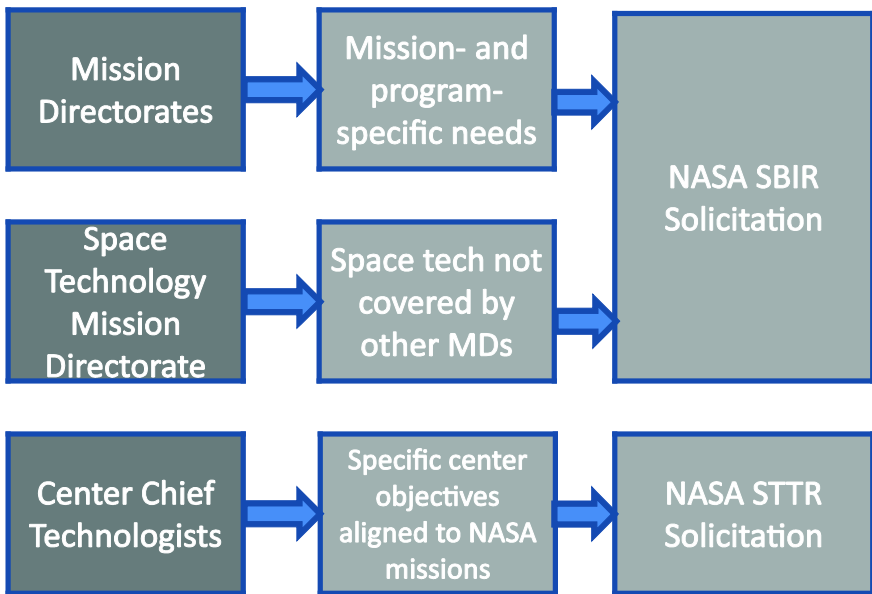 Mission
Directorates
Mission- and
program-
specific needs
NASA SBIR
Solicitation
Space
Technology
Mission
Directorate
Space tech not
covered by
other MDs
Center Chief
Technologists
Specific center
objectives
aligned to NASA
missions
NASA STTR
Solicitation